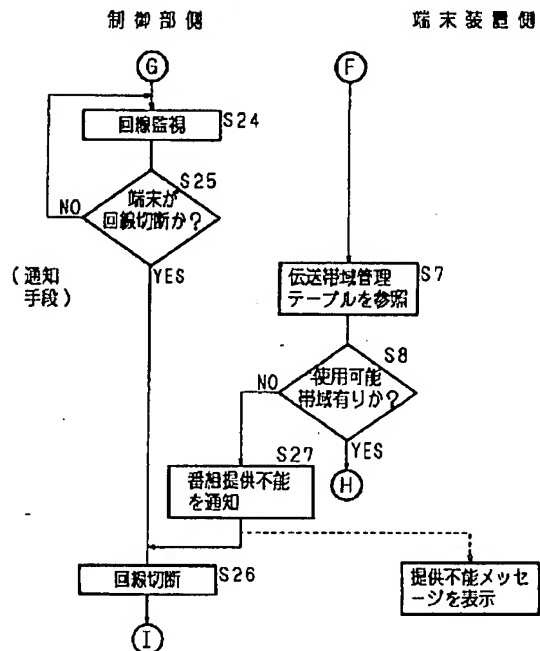 制御部側
端末装置側
G
F
回線監視
S24
S25
端末が
回線切断か?
NO
YES
(通知
手段)
伝送帯域管理
テーブルを参照
S7
S8
使用可能
帯域有りか?
NO
YES
H
S27
番組提供不能
を通知
回線切断
S26
提供不能メッセ
ージを表示
I